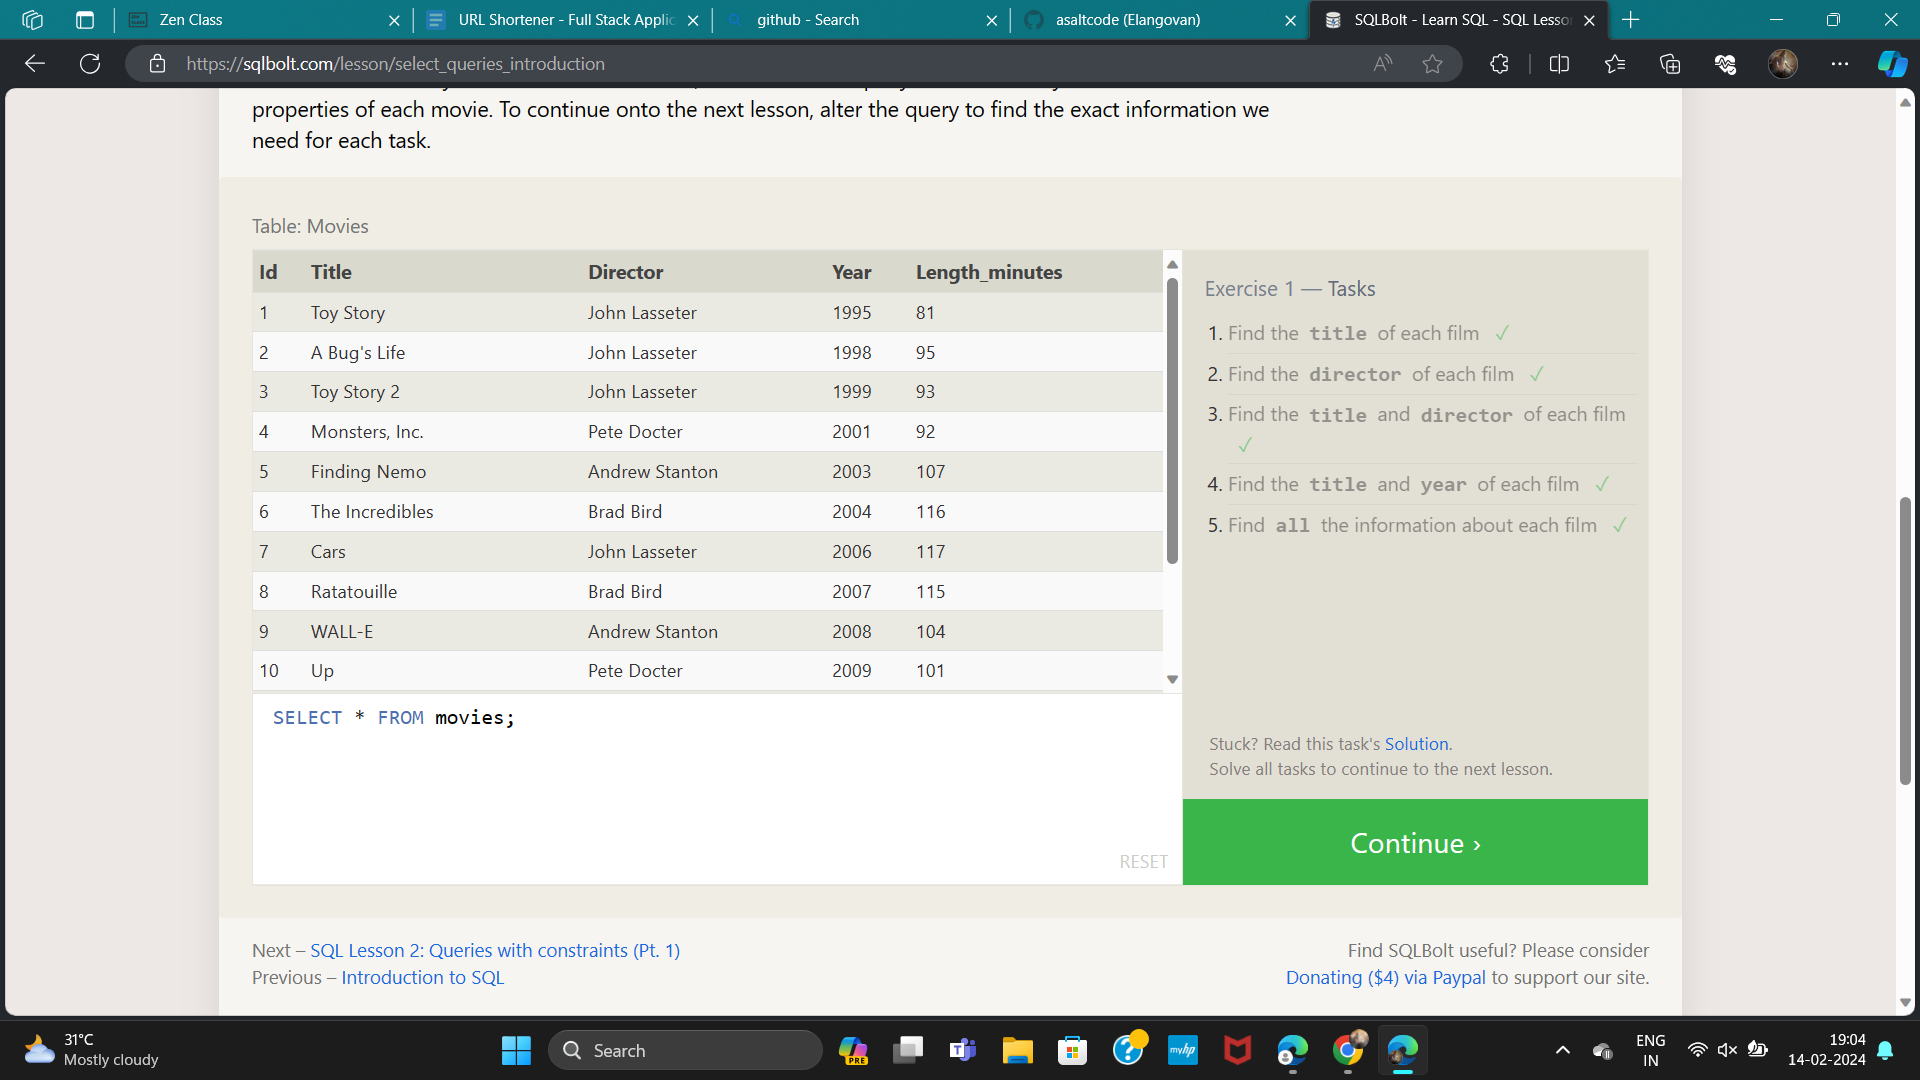 Zen Class
URL Shortener - Full Stack Applic
github - Search
asaltcode (Elangovan)
SQLBolt - Learn SQL - SQL Lesso
https://sqlbolt.com/lesson/select_queries_introduction
properties of each movie. To continue onto the next lesson, alter the query to find the exact information we
need for each task.
Table: Movies
Id Title Director Year Length_minutes
1 Toy Story John Lasseter 1995 81
2 A Bug's Life John Lasseter 1998 95
3 Toy Story 2 John Lasseter 1999 93
4 Monsters, Inc. Pete Docter 2001 92
5 Finding Nemo Andrew Stanton 2003 107
6 The Incredibles Brad Bird 2004 116
7 Cars John Lasseter 2006 117
8 Ratatouille Brad Bird 2007 115
9 WALL-E Andrew Stanton 2008 104
10 Up Pete Docter 2009 101
SELECT * FROM movies;
RESET
Exercise 1 — Tasks
1. Find the title of each film ✓
2. Find the director of each film ✓
3. Find the title and director of each film
✓
4. Find the title and year of each film ✓
5. Find all the information about each film ✓
Stuck? Read this task's Solution.
Solve all tasks to continue to the next lesson.
Continue ›
Next – SQL Lesson 2: Queries with constraints (Pt. 1)
Previous – Introduction to SQL
Find SQLBolt useful? Please consider
Donating ($4) via Paypal to support our site.
31°C
Mostly cloudy
Search
PRE
myhp
ENG
IN
19:04
14-02-2024